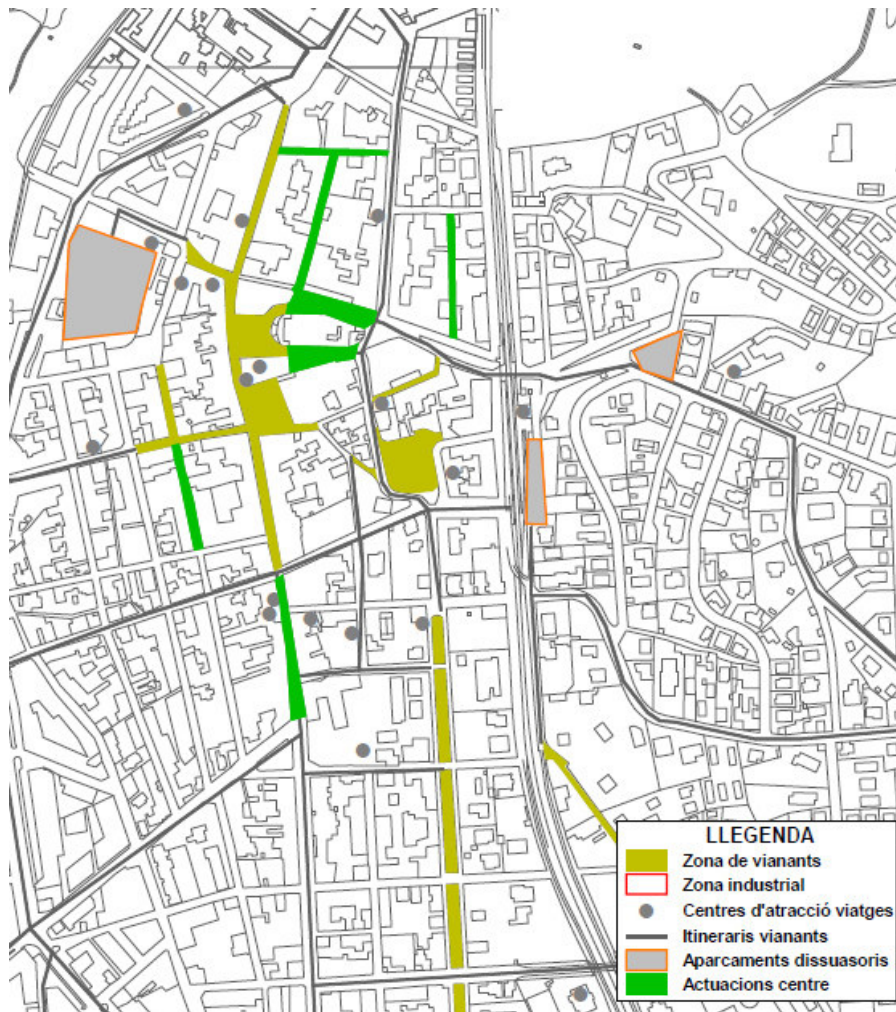 LLEGENDA
Zona de vianants
Zona industrial
Centres d'atracció viatges
Itineraris vianants
Aparcaments dissuasoris
Actuacions centre